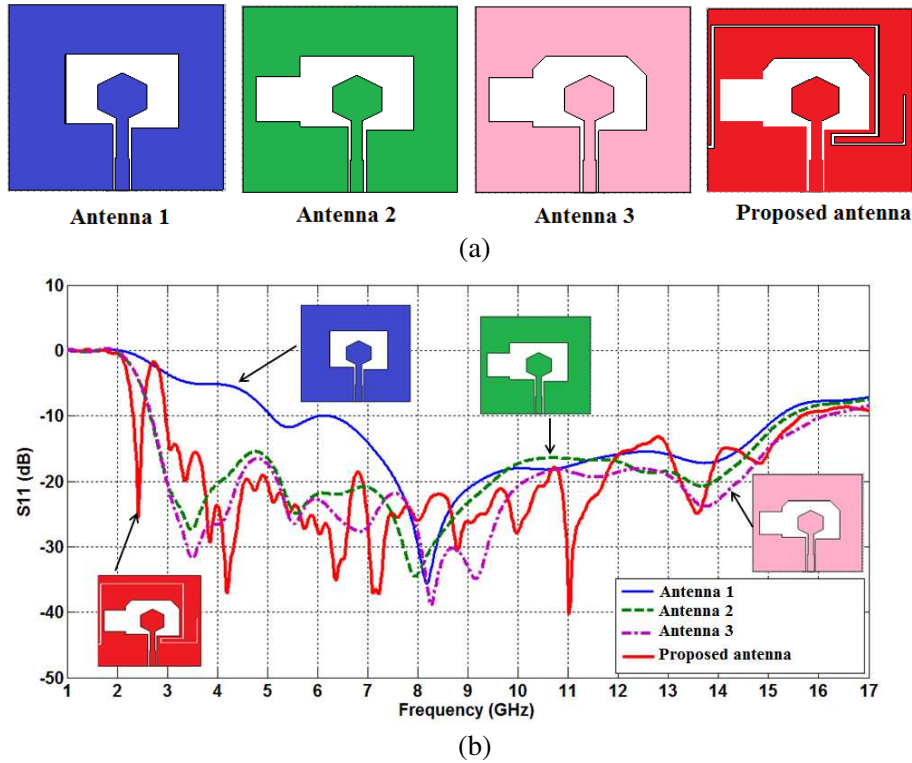 Antenna 1
Antenna 2
Antenna 3
Proposed antenna
(a)
10
0
-10
-20
-30
-40
-50
S11 (dB)
Antenna 1
Antenna 2
Antenna 3
Proposed antenna
1 2 3 4 5 6 7 8 9 10 11 12 13 14 15 16 17
Frequency (GHz)
(b)